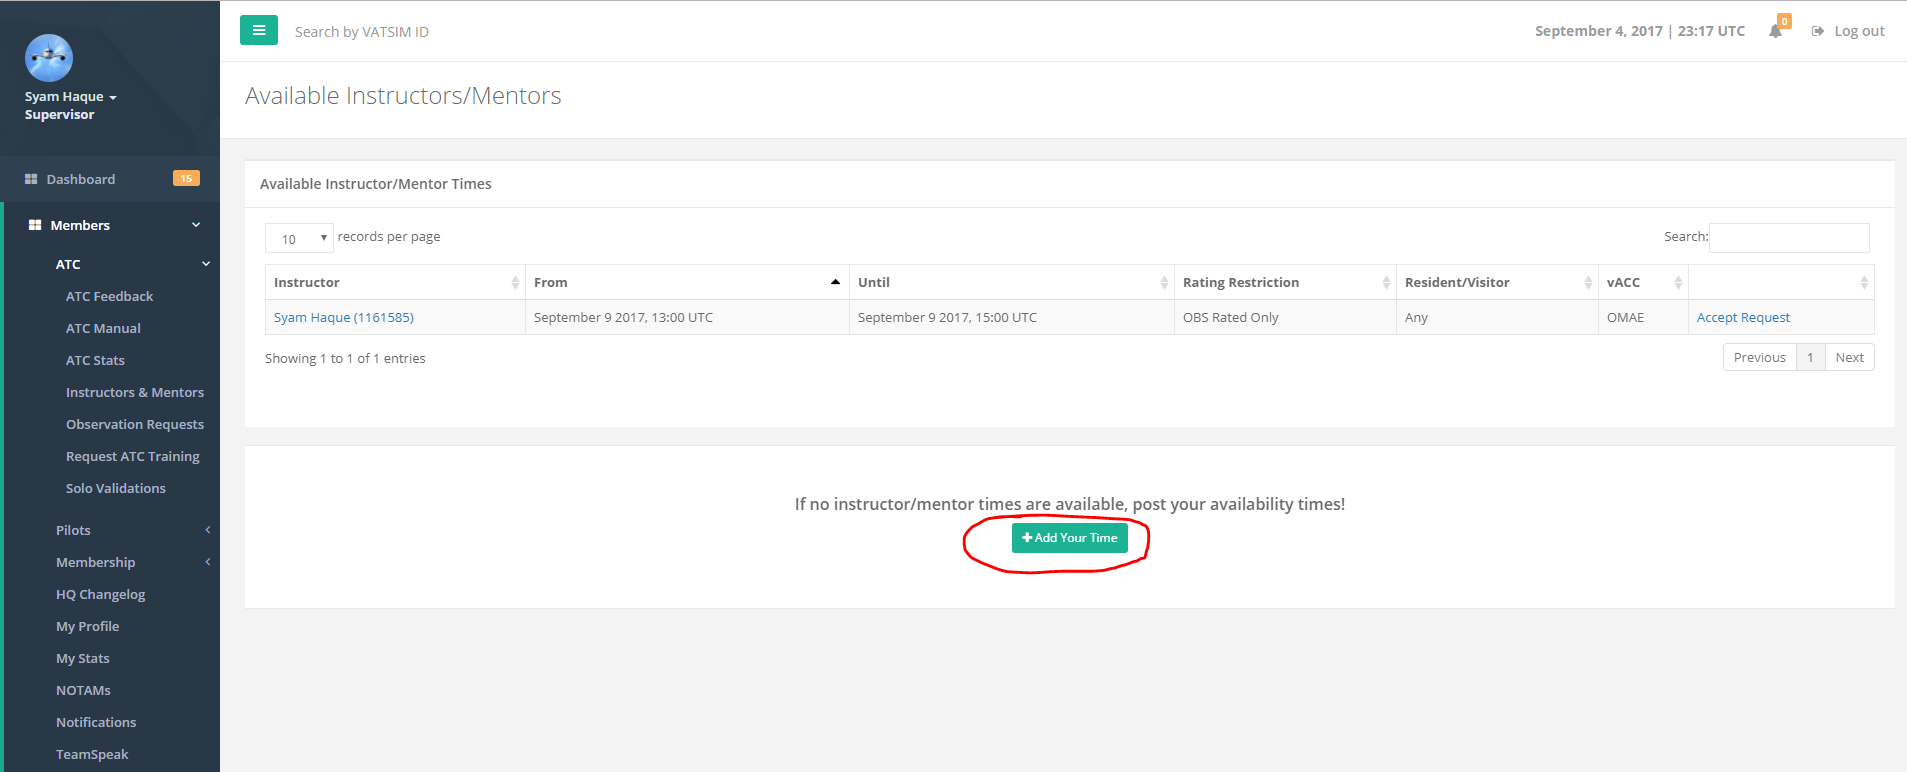 Search by VATSIM ID
September 4, 2017 | 23:17 UTC
0
Log out
Syam Haque
Supervisor
Dashboard
15
Members
ATC
ATC Feedback
ATC Manual
ATC Stats
Instructors & Mentors
Observation Requests
Request ATC Training
Solo Validations
Pilots
Membership
HQ Changelog
My Profile
My Stats
NOTAMs
Notifications
TeamSpeak
Available Instructors/Mentors
Available Instructor/Mentor Times
10 records per page
Search:
Instructor From Until Rating Restriction Resident/Visitor vACC
Syam Haque (1161585) September 9 2017, 13:00 UTC September 9 2017, 15:00 UTC OBS Rated Only Any OMAE Accept Request
Showing 1 to 1 of 1 entries
Previous 1 Next
If no instructor/mentor times are available, post your availability times!
Add Your Time